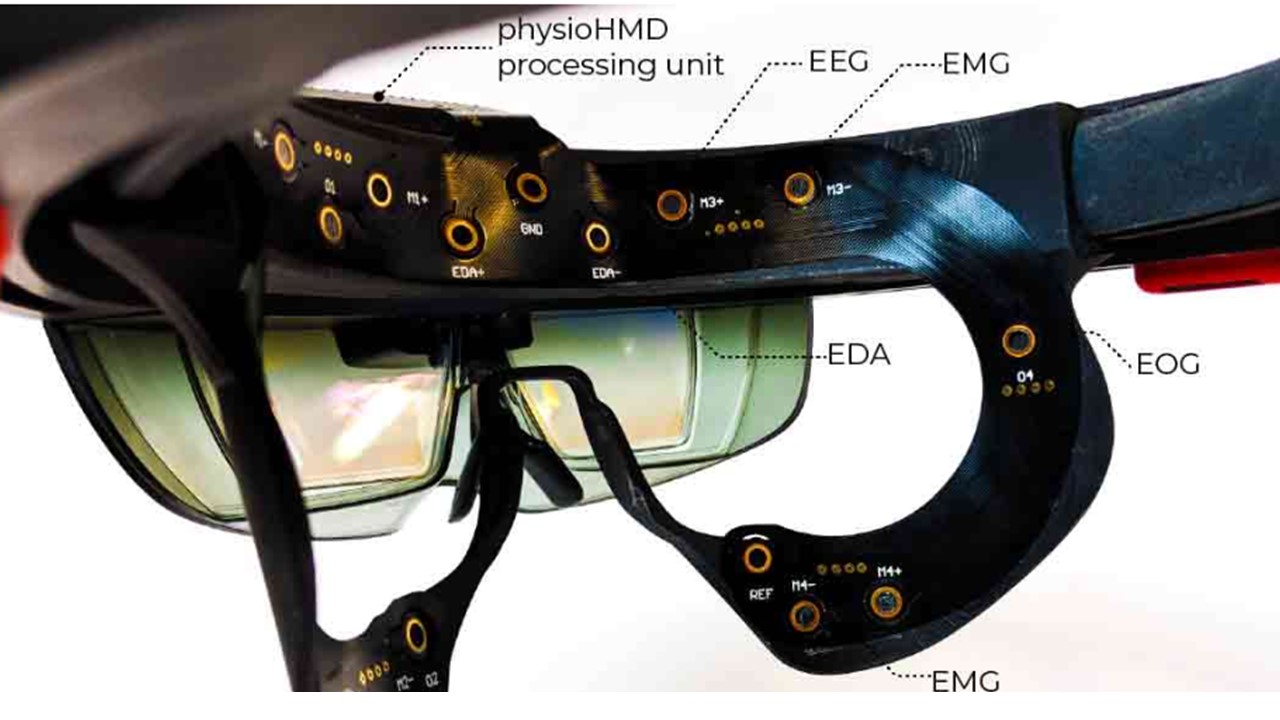 physioHMD
processing unit
EEG
EMG
O1
M1+
GND
M3+
M3-
EDA+
EDA-
EDA
EOG
O4
REF
M4-
M4+
M2-
O2
EMG